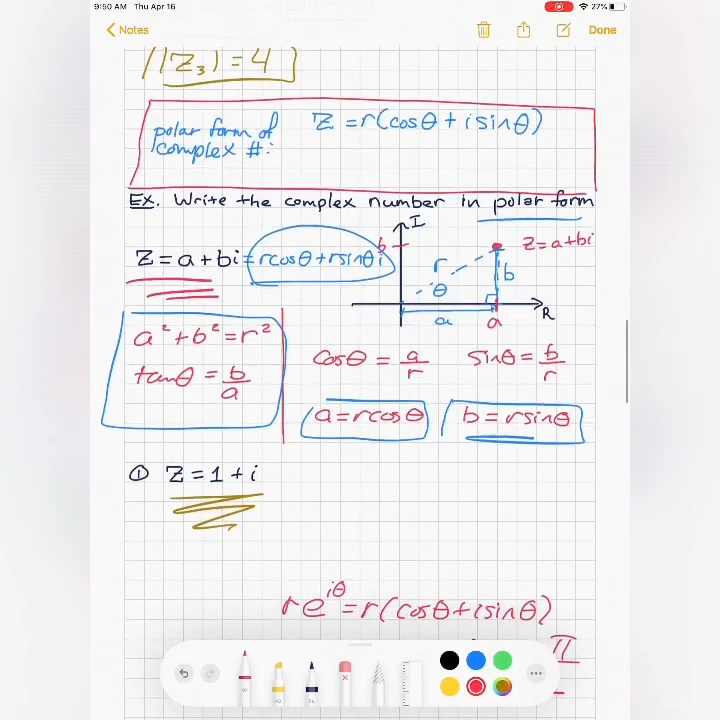 9:50 AM Thu Apr 16
27%
Notes
Done
|(Z₃) = 4
polar form of
complex #:
Z = r(cosθ + isinθ)
Ex. Write the complex number in polar form
Z = a + bi = rcosθ + rsinθ i
I
b
Z = a + bi
r
b
θ
a
a
R
a² + b² = r²
tanθ = b/a
cosθ = a/r
sinθ = b/r
a = rcosθ
b = rsinθ
① Z = 1 + i
re^{iθ} = r(cosθ + isinθ)
π